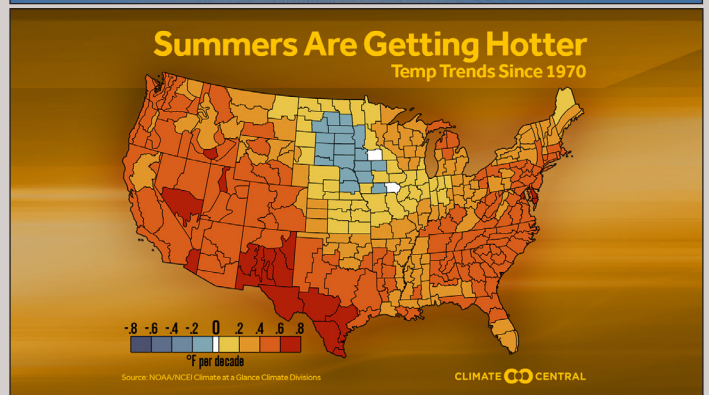 Summers Are Getting Hotter
Temp Trends Since 1970
-.8 -.6 -.4 -.2 0 .2 .4 .6 .8
°F per decade
Source: NOAA/NCEI Climate at a Glance Climate Divisions
CLIMATE CENTRAL